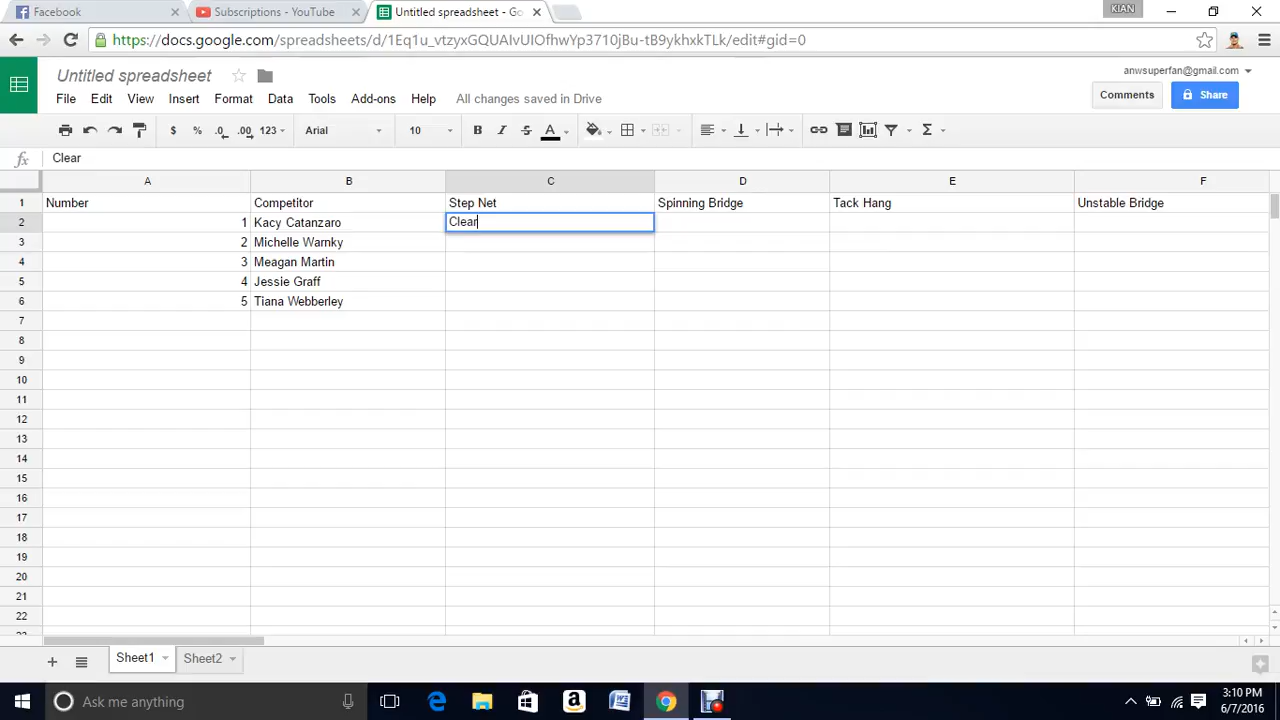 Facebook
Subscriptions - YouTube
Untitled spreadsheet - Go
KIAN
https://docs.google.com/spreadsheets/d/1Eq1u_vtzyxGQUAIvUIOfhwYp3710jBu-tB9ykhxkTLk/edit#gid=0
Untitled spreadsheet
anwsuperfan@gmail.com
File Edit View Insert Format Data Tools Add-ons Help All changes saved in Drive
Comments Share
$ % .0 .00 123 Arial 10 B I S A Σ
fx Clear
A B C D E F
1 Number Competitor Step Net Spinning Bridge Tack Hang Unstable Bridge
2 1 Kacy Catanzaro Clear
3 2 Michelle Warnky
4 3 Meagan Martin
5 4 Jessie Graff
6 5 Tiana Webberley
7
8
9
10
11
12
13
14
15
16
17
18
19
20
21
22
23
Sheet1 Sheet2
Ask me anything
3:10 PM
6/7/2016